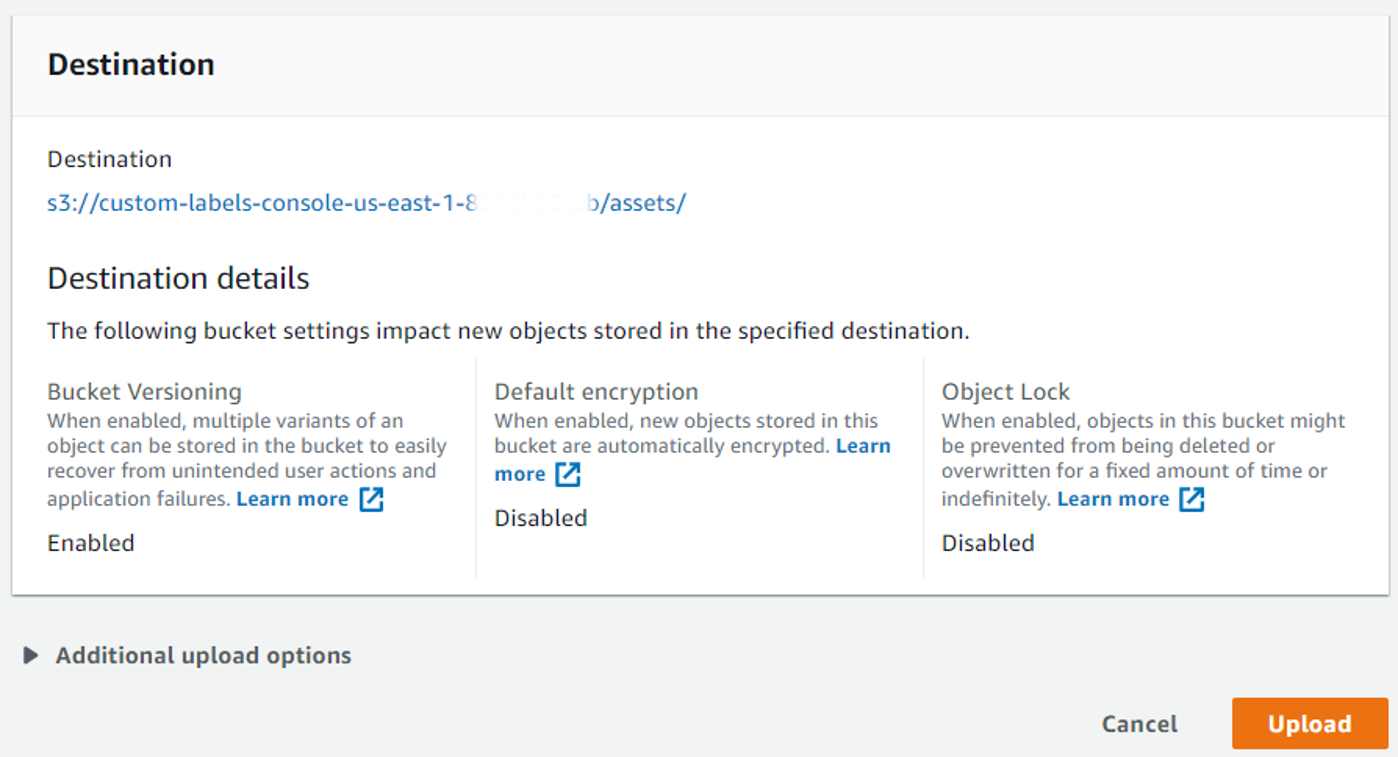 Destination
Destination
s3://custom-labels-console-us-east-1-8 b/assets/
Destination details
The following bucket settings impact new objects stored in the specified destination.
Bucket Versioning
When enabled, multiple variants of an
object can be stored in the bucket to easily
recover from unintended user actions and
application failures. Learn more
Enabled
Default encryption
When enabled, new objects stored in this
bucket are automatically encrypted. Learn
more
Disabled
Object Lock
When enabled, objects in this bucket might
be prevented from being deleted or
overwritten for a fixed amount of time or
indefinitely. Learn more
Disabled
Additional upload options
Cancel
Upload